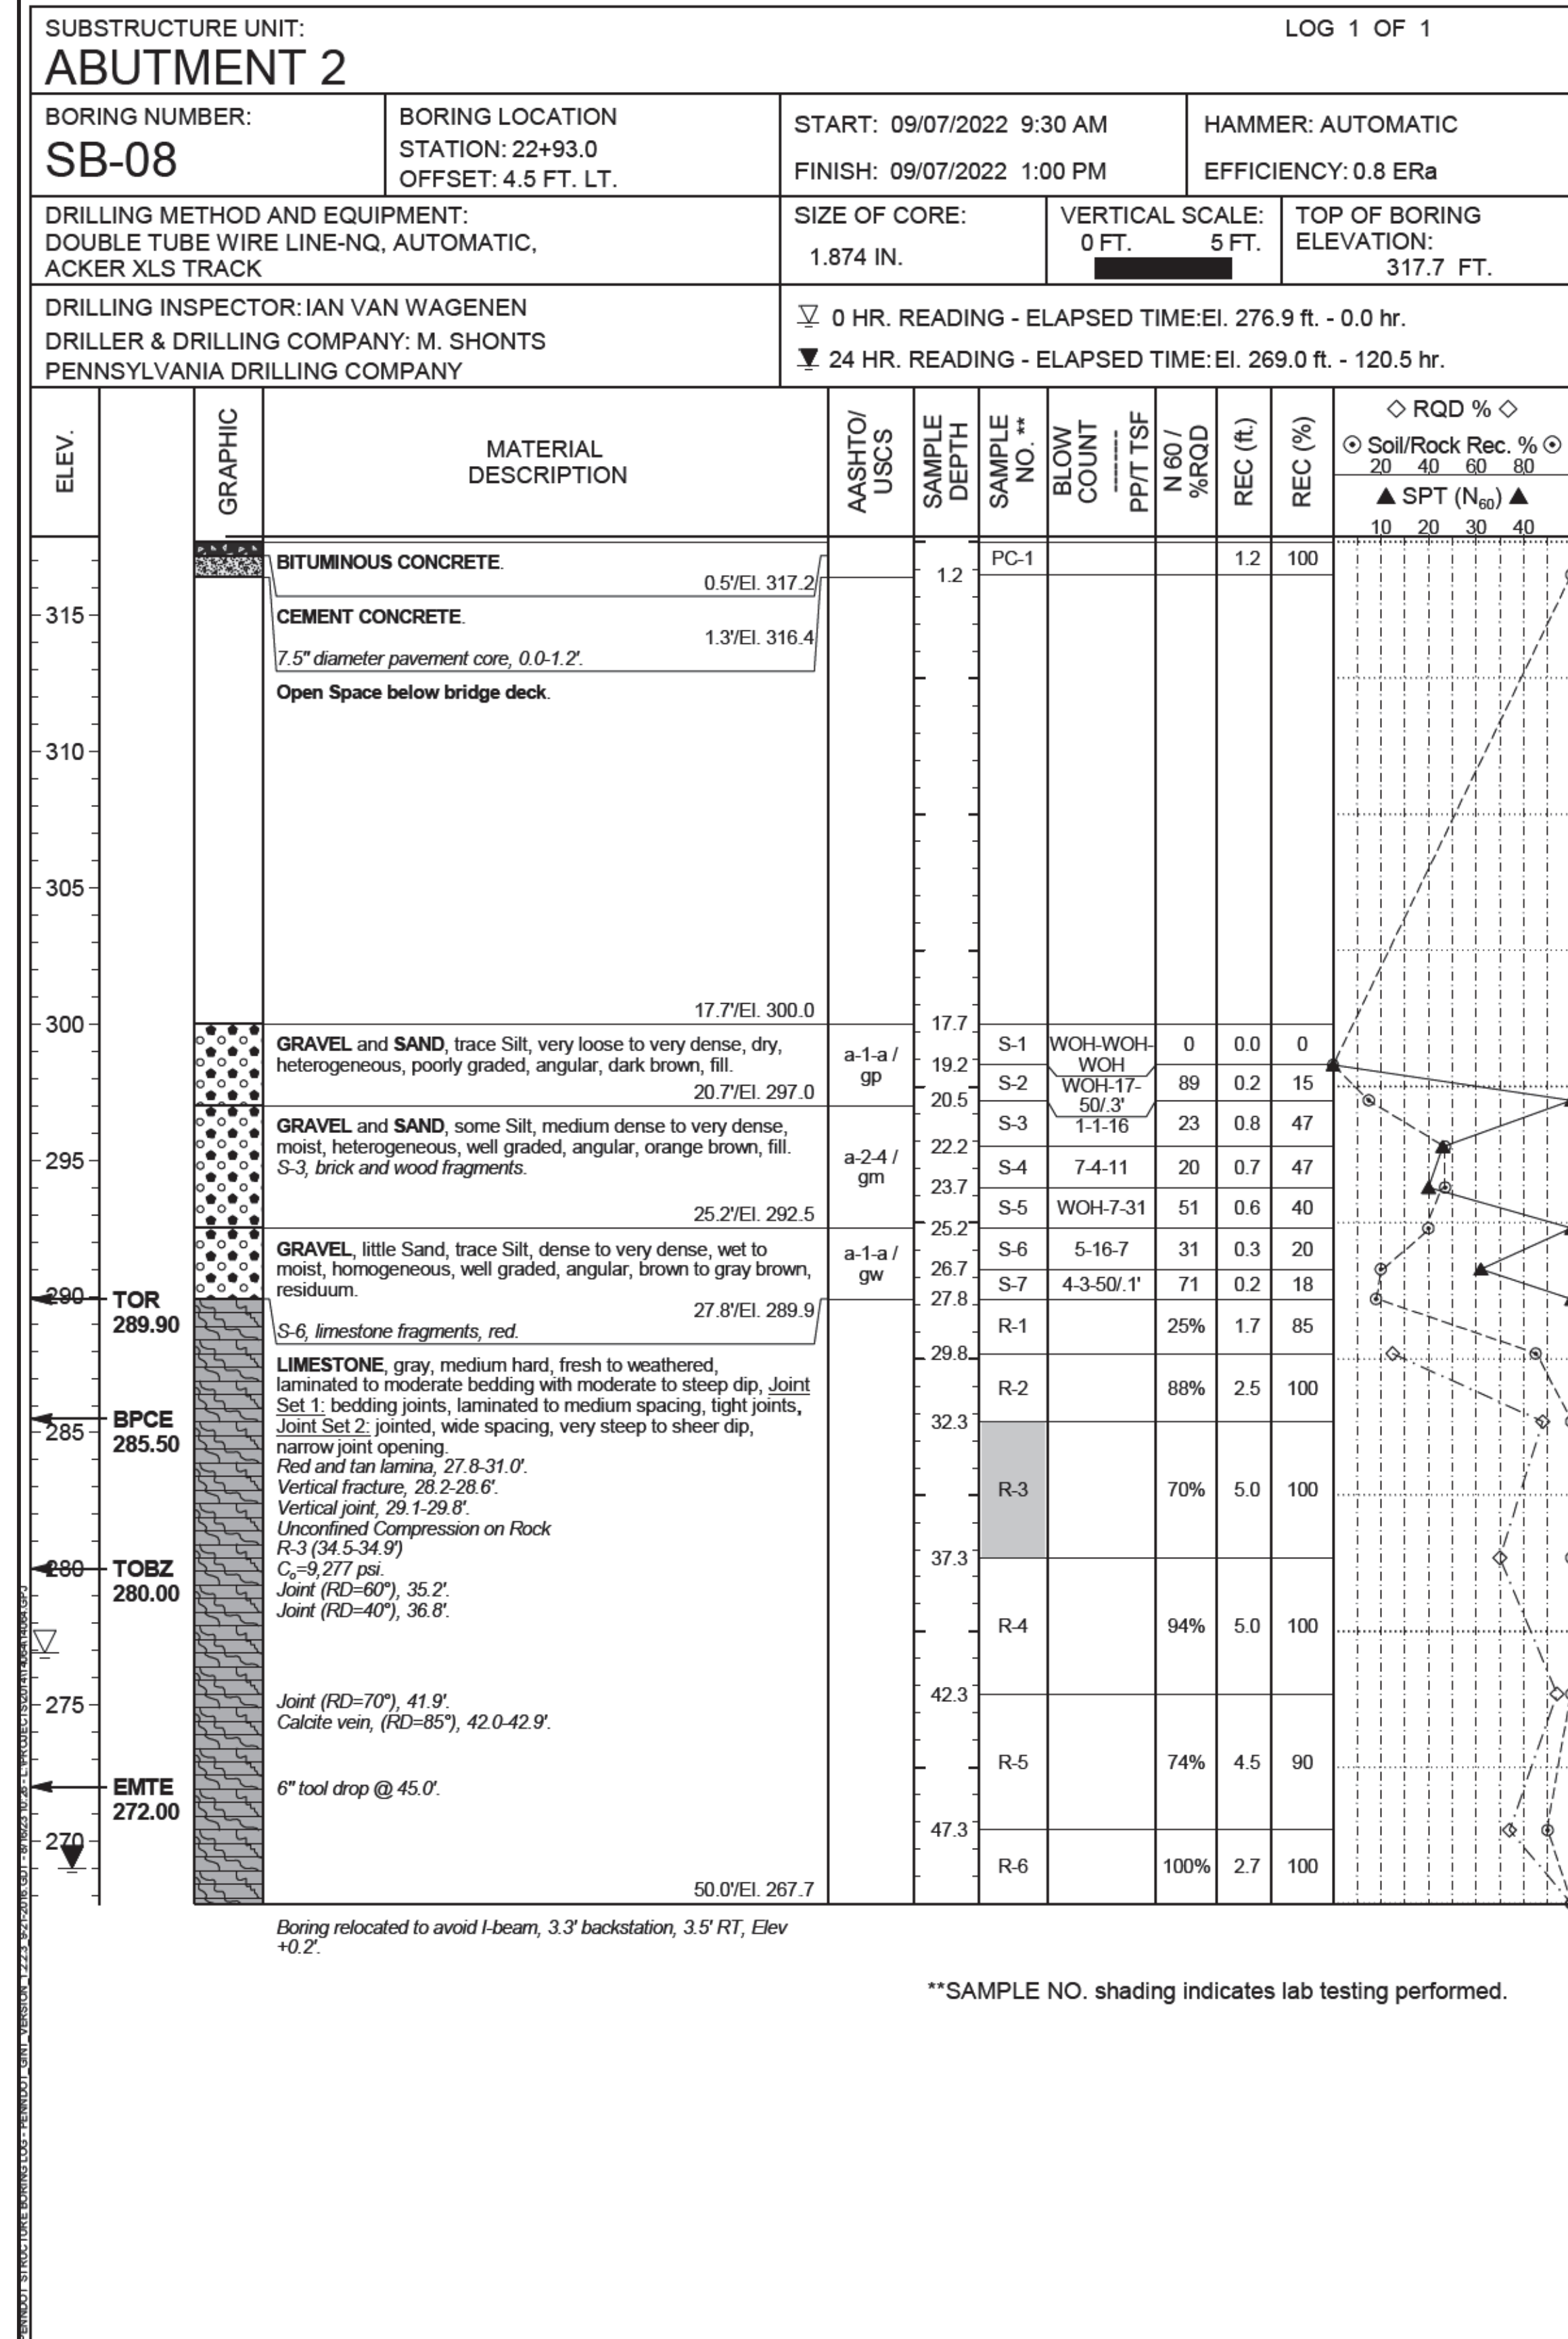 SUBSTRUCTURE UNIT:
ABUTMENT 2
LOG 1 OF 1
BORING NUMBER:
SB-08
BORING LOCATION
STATION: 22+93.0
OFFSET: 4.5 FT. LT.
START: 09/07/2022 9:30 AM
FINISH: 09/07/2022 1:00 PM
HAMMER: AUTOMATIC
EFFICIENCY: 0.8 ERa
DRILLING METHOD AND EQUIPMENT:
DOUBLE TUBE WIRE LINE-NQ, AUTOMATIC,
ACKER XLS TRACK
SIZE OF CORE:
1.874 IN.
VERTICAL SCALE:
0 FT. 5 FT.
TOP OF BORING
ELEVATION:
317.7 FT.
DRILLING INSPECTOR: IAN VAN WAGENEN
DRILLER & DRILLING COMPANY: M. SHONTS
PENNSYLVANIA DRILLING COMPANY
0 HR. READING - ELAPSED TIME:El. 276.9 ft. - 0.0 hr.
24 HR. READING - ELAPSED TIME: El. 269.0 ft. - 120.5 hr.
ELEV.
GRAPHIC
MATERIAL
DESCRIPTION
AASHTO/
USCS
SAMPLE
DEPTH
SAMPLE
NO. **
BLOW
COUNT
--------
PP/T TSF
N 60 /
%RQD
REC (ft.)
REC (%)
◇ RQD % ◇
⊙ Soil/Rock Rec. % ⊙
20 40 60 80
▲ SPT (N60) ▲
10 20 30 40
BITUMINOUS CONCRETE.
0.5'/El. 317.2
CEMENT CONCRETE.
1.3'/El. 316.4
7.5" diameter pavement core, 0.0-1.2'.
Open Space below bridge deck.
17.7'/El. 300.0
GRAVEL and SAND, trace Silt, very loose to very dense, dry,
heterogeneous, poorly graded, angular, dark brown, fill.
20.7'/El. 297.0
a-1-a /
gp
GRAVEL and SAND, some Silt, medium dense to very dense,
moist, heterogeneous, well graded, angular, orange brown, fill.
S-3, brick and wood fragments.
25.2'/El. 292.5
a-2-4 /
gm
GRAVEL, little Sand, trace Silt, dense to very dense, wet to
moist, homogeneous, well graded, angular, brown to gray brown,
residuum.
27.8'/El. 289.9
S-6, limestone fragments, red.
a-1-a /
gw
LIMESTONE, gray, medium hard, fresh to weathered,
laminated to moderate bedding with moderate to steep dip, Joint
Set 1: bedding joints, laminated to medium spacing, tight joints,
Joint Set 2: jointed, wide spacing, very steep to sheer dip,
narrow joint opening.
Red and tan lamina, 27.8-31.0'.
Vertical fracture, 28.2-28.6'.
Vertical joint, 29.1-29.8'.
Unconfined Compression on Rock
R-3 (34.5-34.9')
Co=9,277 psi.
Joint (RD=60°), 35.2'.
Joint (RD=40°), 36.8'.
Joint (RD=70°), 41.9'.
Calcite vein, (RD=85°), 42.0-42.9'.
6" tool drop @ 45.0'.
50.0'/El. 267.7
315
310
305
300
295
290
285
280
275
270
TOR
289.90
BPCE
285.50
TOBZ
280.00
EMTE
272.00
PC-1 1.2 100
1.2
17.7
S-1 WOH-WOH-WOH 0 0.0 0
19.2
S-2 WOH-17-50/.3' 89 0.2 15
20.5
S-3 1-1-16 23 0.8 47
22.2
S-4 7-4-11 20 0.7 47
23.7
S-5 WOH-7-31 51 0.6 40
25.2
S-6 5-16-7 31 0.3 20
26.7
S-7 4-3-50/.1' 71 0.2 18
27.8
R-1 25% 1.7 85
29.8
R-2 88% 2.5 100
32.3
R-3 70% 5.0 100
37.3
R-4 94% 5.0 100
42.3
R-5 74% 4.5 90
47.3
R-6 100% 2.7 100
Boring relocated to avoid I-beam, 3.3' backstation, 3.5' RT, Elev
+0.2'.
**SAMPLE NO. shading indicates lab testing performed.
PENNDOT STRUCTURE BORING LOG - PENNDOT_GINT_VERSION_1.2.2.3_9-21-2016.GDT - 8/16/23 10:26 - L:\PROJECTS\2014\14064\14064.GPJ